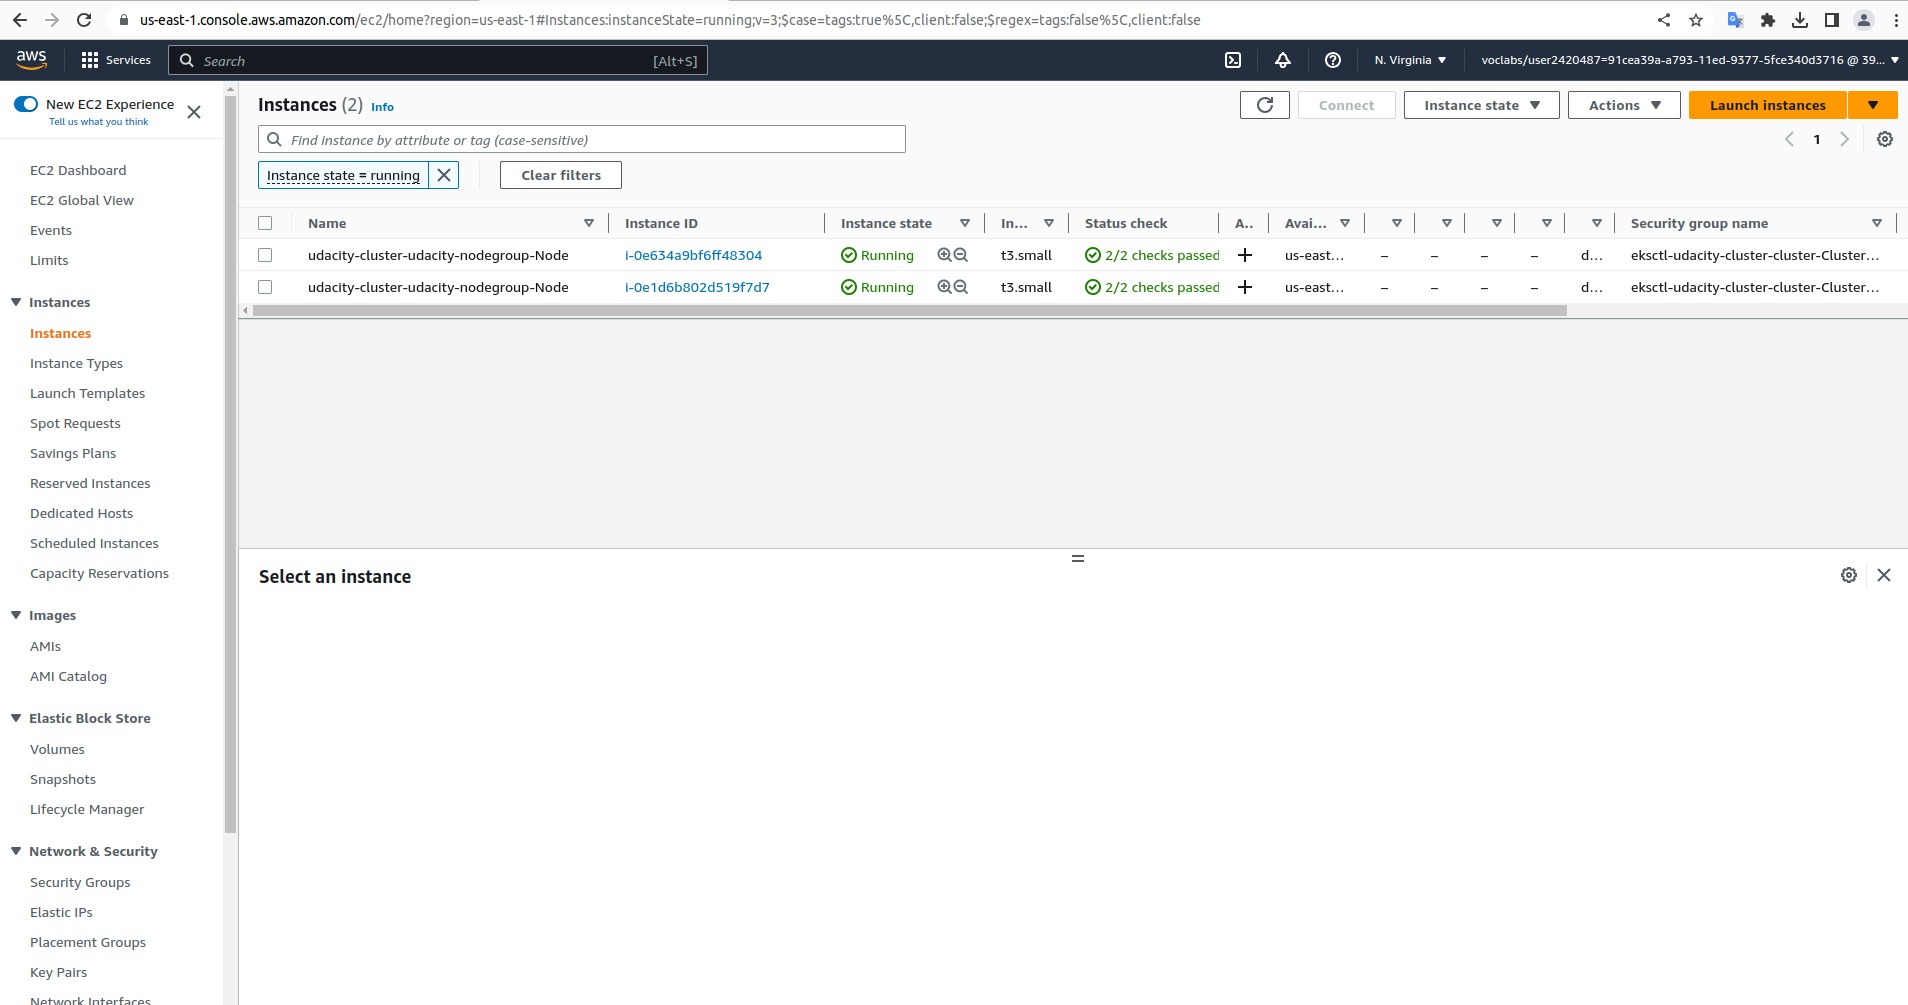 us-east-1.console.aws.amazon.com/ec2/home?region=us-east-1#Instances:instanceState=running;v=3;$case=tags:true%5C,client:false;$regex=tags:false%5C,client:false
aws Services Search [Alt+S] N. Virginia voclabs/user2420487=91cea39a-a793-11ed-9377-5fce340d3716 @ 39...
New EC2 Experience
Tell us what you think
EC2 Dashboard
EC2 Global View
Events
Limits
Instances
Instances
Instance Types
Launch Templates
Spot Requests
Savings Plans
Reserved Instances
Dedicated Hosts
Scheduled Instances
Capacity Reservations
Images
AMIs
AMI Catalog
Elastic Block Store
Volumes
Snapshots
Lifecycle Manager
Network & Security
Security Groups
Elastic IPs
Placement Groups
Key Pairs
Network Interfaces
Instances (2) Info
Connect Instance state Actions Launch instances
Find instance by attribute or tag (case-sensitive)
1
Instance state = running Clear filters
Name Instance ID Instance state In... Status check A.. Avai... Security group name
udacity-cluster-udacity-nodegroup-Node i-0e634a9bf6ff48304 Running t3.small 2/2 checks passed us-east... – – – – d... eksctl-udacity-cluster-cluster-Cluster...
udacity-cluster-udacity-nodegroup-Node i-0e1d6b802d519f7d7 Running t3.small 2/2 checks passed us-east... – – – – d... eksctl-udacity-cluster-cluster-Cluster...
Select an instance